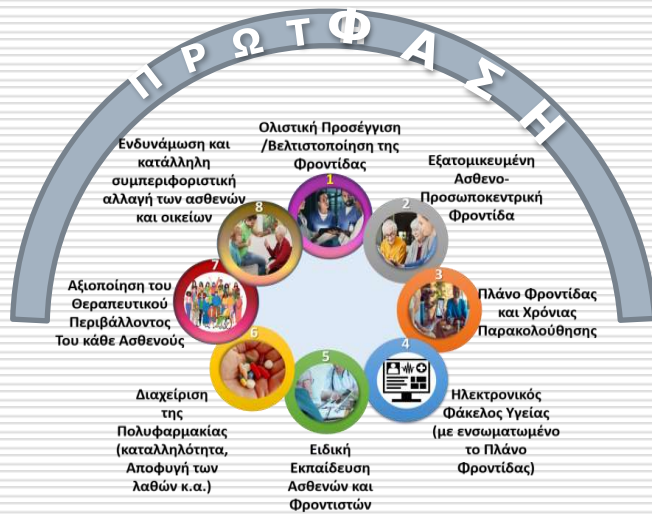 ΠΡΩΤΦΑΣΗ
Ολιστική Προσέγγιση
/Βελτιστοποίηση της
Φροντίδας
1
Εξατομικευμένη
Ασθενο-
Προσωποκεντρική
Φροντίδα
2
Πλάνο Φροντίδας
και Χρόνιας
Παρακολούθησης
3
Ηλεκτρονικός
Φάκελος Υγείας
(με ενσωματωμένο
το Πλάνο
Φροντίδας)
4
Ειδική
Εκπαίδευση
Ασθενών και
Φροντιστών
5
Διαχείριση
της
Πολυφαρμακίας
(καταλληλότητα,
Αποφυγή των
λαθών κ.α.)
6
Αξιοποίηση του
Θεραπευτικού
Περιβάλλοντος
Του κάθε Ασθενούς
7
Ενδυνάμωση και
κατάλληλη
συμπεριφοριστική
αλλαγή των ασθενών
και οικείων
8